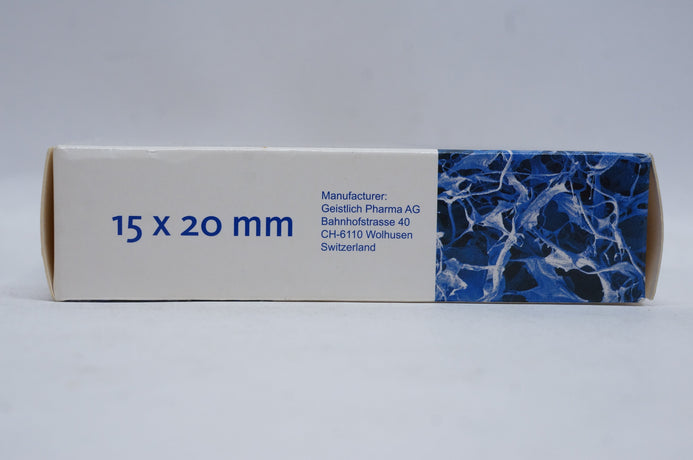 15 x 20 mm
Manufacturer:
Geistlich Pharma AG
Bahnhofstrasse 40
CH-6110 Wolhusen
Switzerland